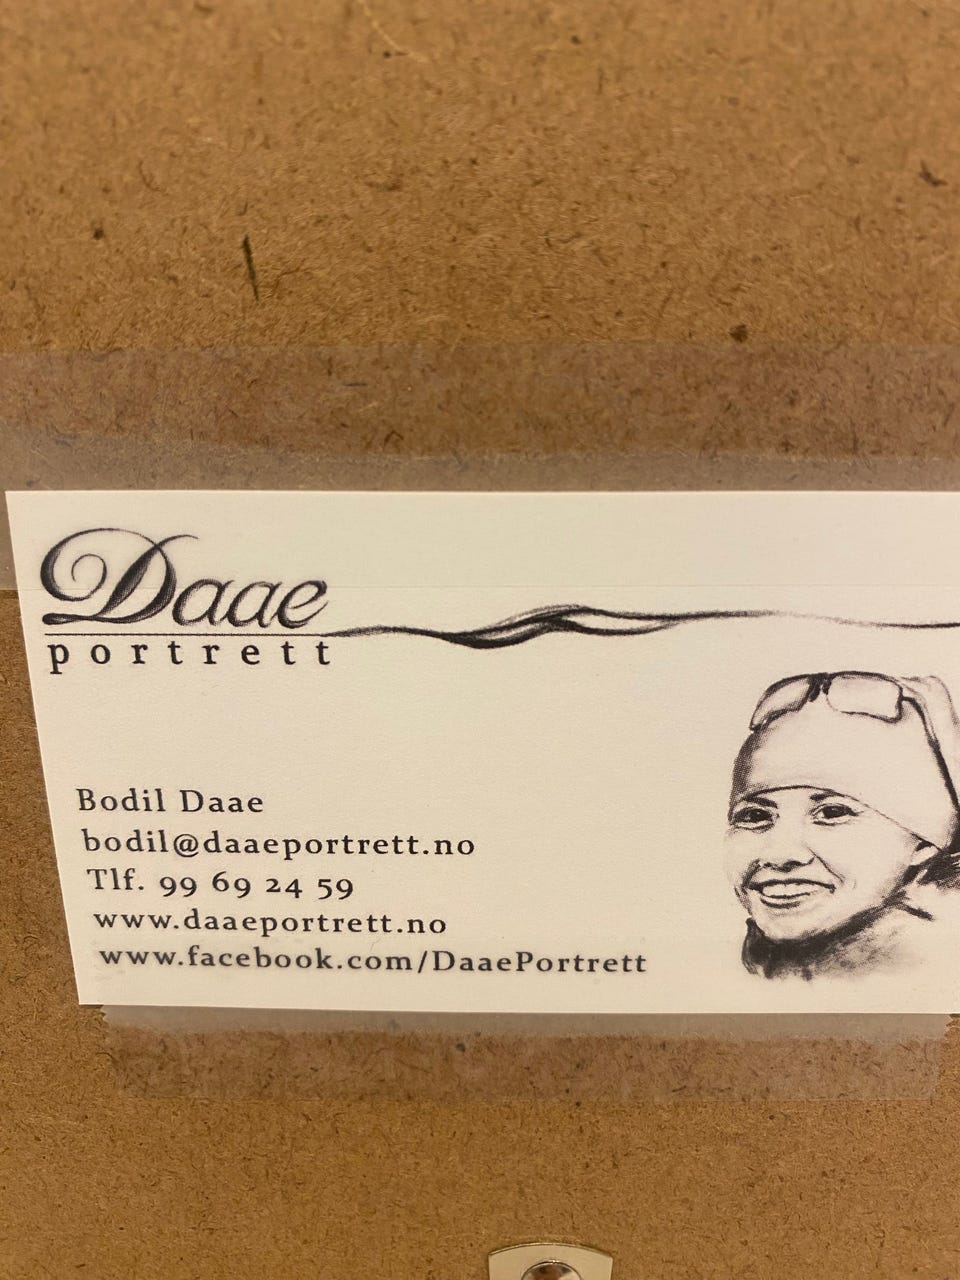 Daae
portrett
Bodil Daae
bodil@daaeportrett.no
Tlf. 99 69 24 59
www.daaeportrett.no
www.facebook.com/DaaePortrett